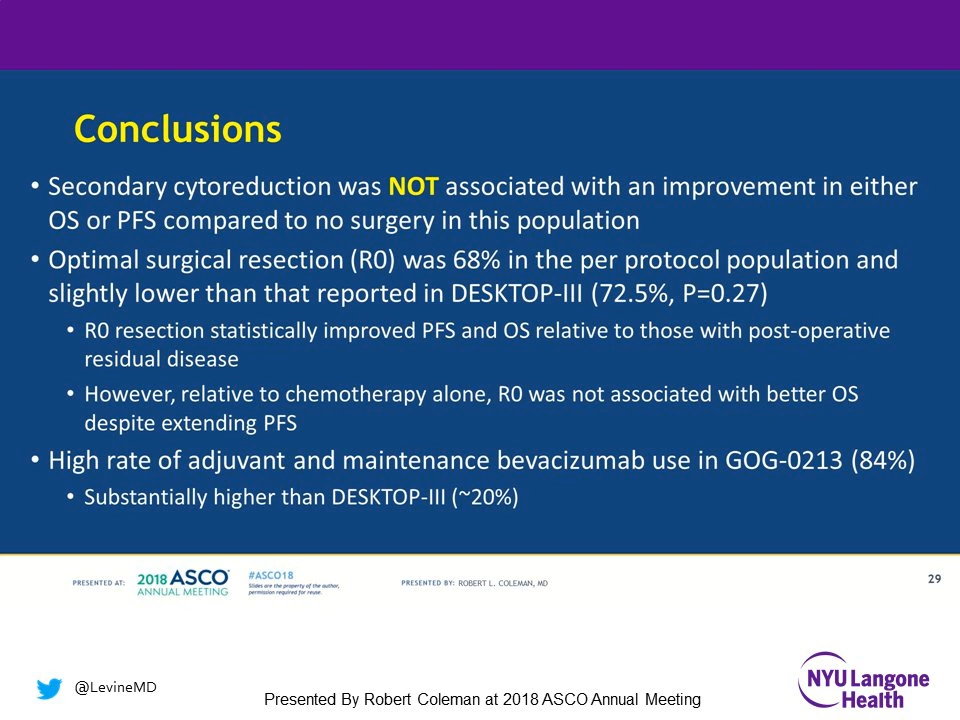 Conclusions
• Secondary cytoreduction was NOT associated with an improvement in either
OS or PFS compared to no surgery in this population
• Optimal surgical resection (R0) was 68% in the per protocol population and
slightly lower than that reported in DESKTOP-III (72.5%, P=0.27)
• R0 resection statistically improved PFS and OS relative to those with post-operative
residual disease
• However, relative to chemotherapy alone, R0 was not associated with better OS
despite extending PFS
• High rate of adjuvant and maintenance bevacizumab use in GOG-0213 (84%)
• Substantially higher than DESKTOP-III (~20%)
PRESENTED AT:
2018 ASCO
ANNUAL MEETING
#ASCO18
Slides are the property of the author,
permission required for reuse.
PRESENTED BY: ROBERT L. COLEMAN, MD
29
@LevineMD
Presented By Robert Coleman at 2018 ASCO Annual Meeting
NYU Langone
Health